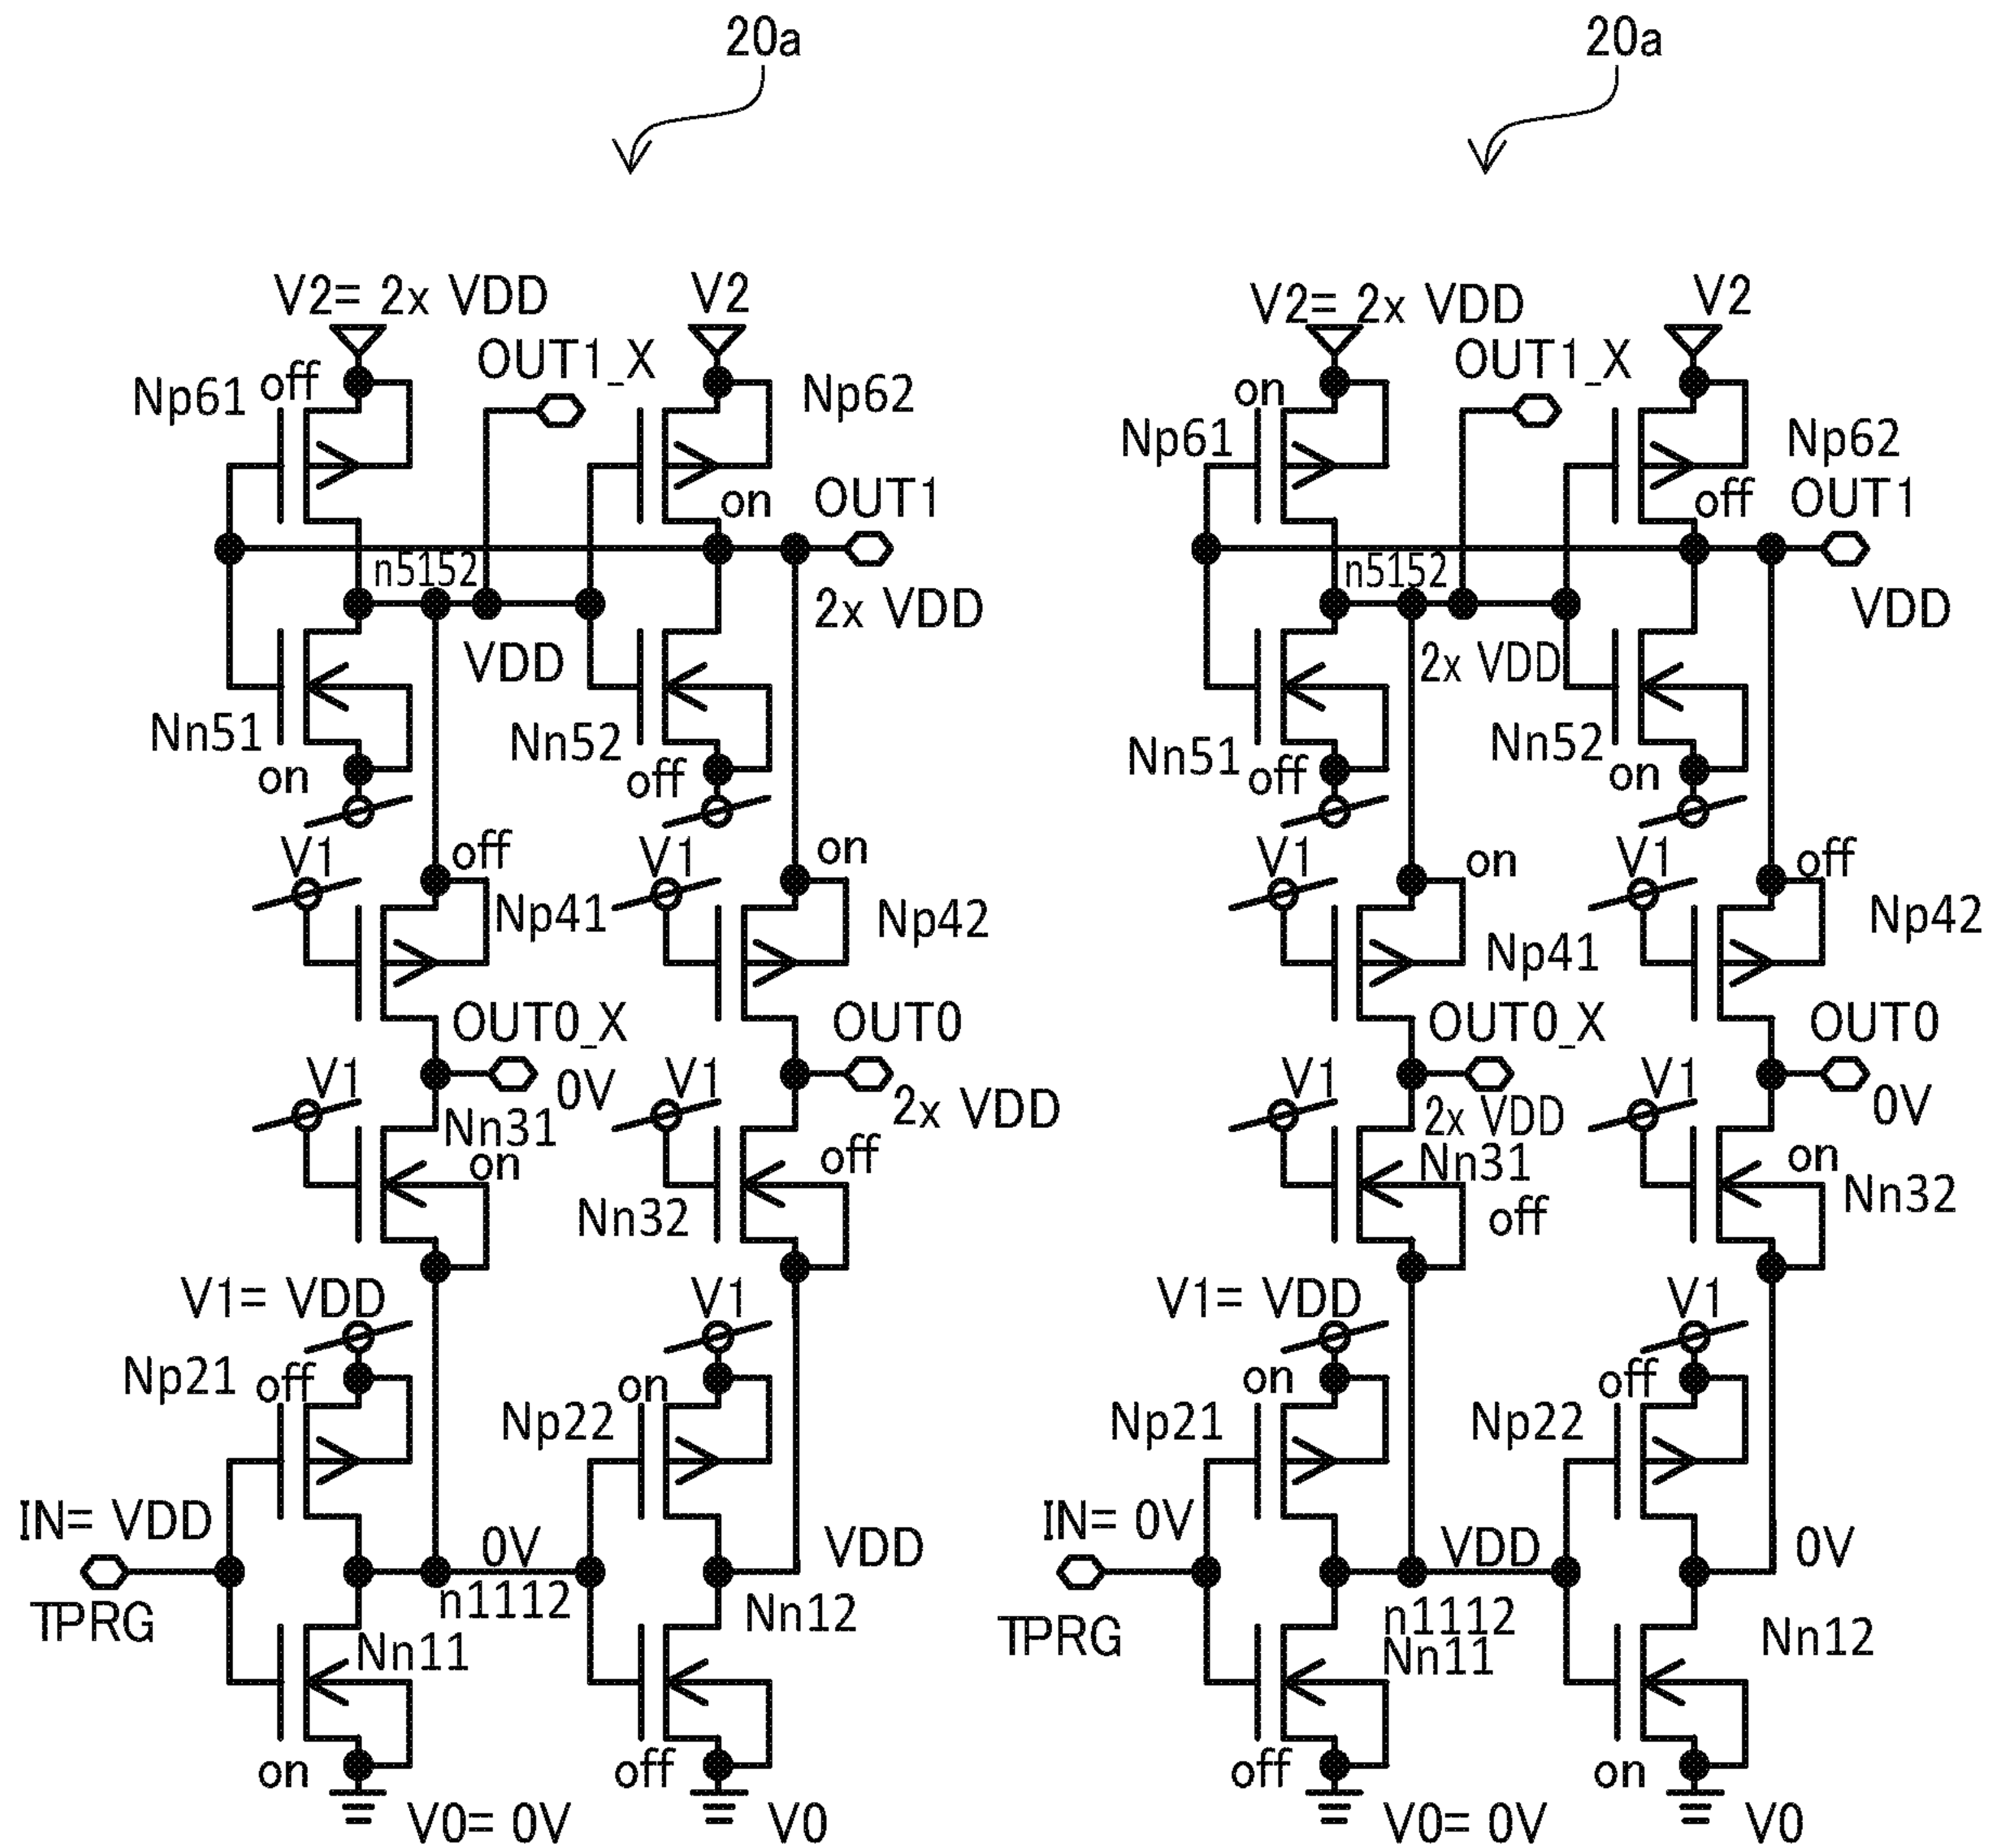 20a
V2= 2x VDD
V2
OUT1_X
Np61
off
Np62
on
OUT1
n5152
2x VDD
VDD
Nn51
on
Nn52
off
V1
off
V1
on
Np41
Np42
OUT0_X
OUT0
V1
0V
V1
2x VDD
Nn31
on
off
Nn32
V1= VDD
V1
Np21
off
on
Np22
IN= VDD
0V
VDD
TPRG
n1112
Nn12
Nn11
on
off
V0= 0V
V0
20a
V2= 2x VDD
V2
OUT1_X
on
Np61
Np62
off
OUT1
n5152
VDD
2x VDD
Nn51
off
Nn52
on
V1
on
V1
off
Np41
Np42
OUT0_X
OUT0
V1
2x VDD
V1
0V
Nn31
off
on
Nn32
V1= VDD
V1
on
off
Np21
Np22
IN= 0V
VDD
0V
TPRG
n1112
Nn11
Nn12
off
on
V0= 0V
V0